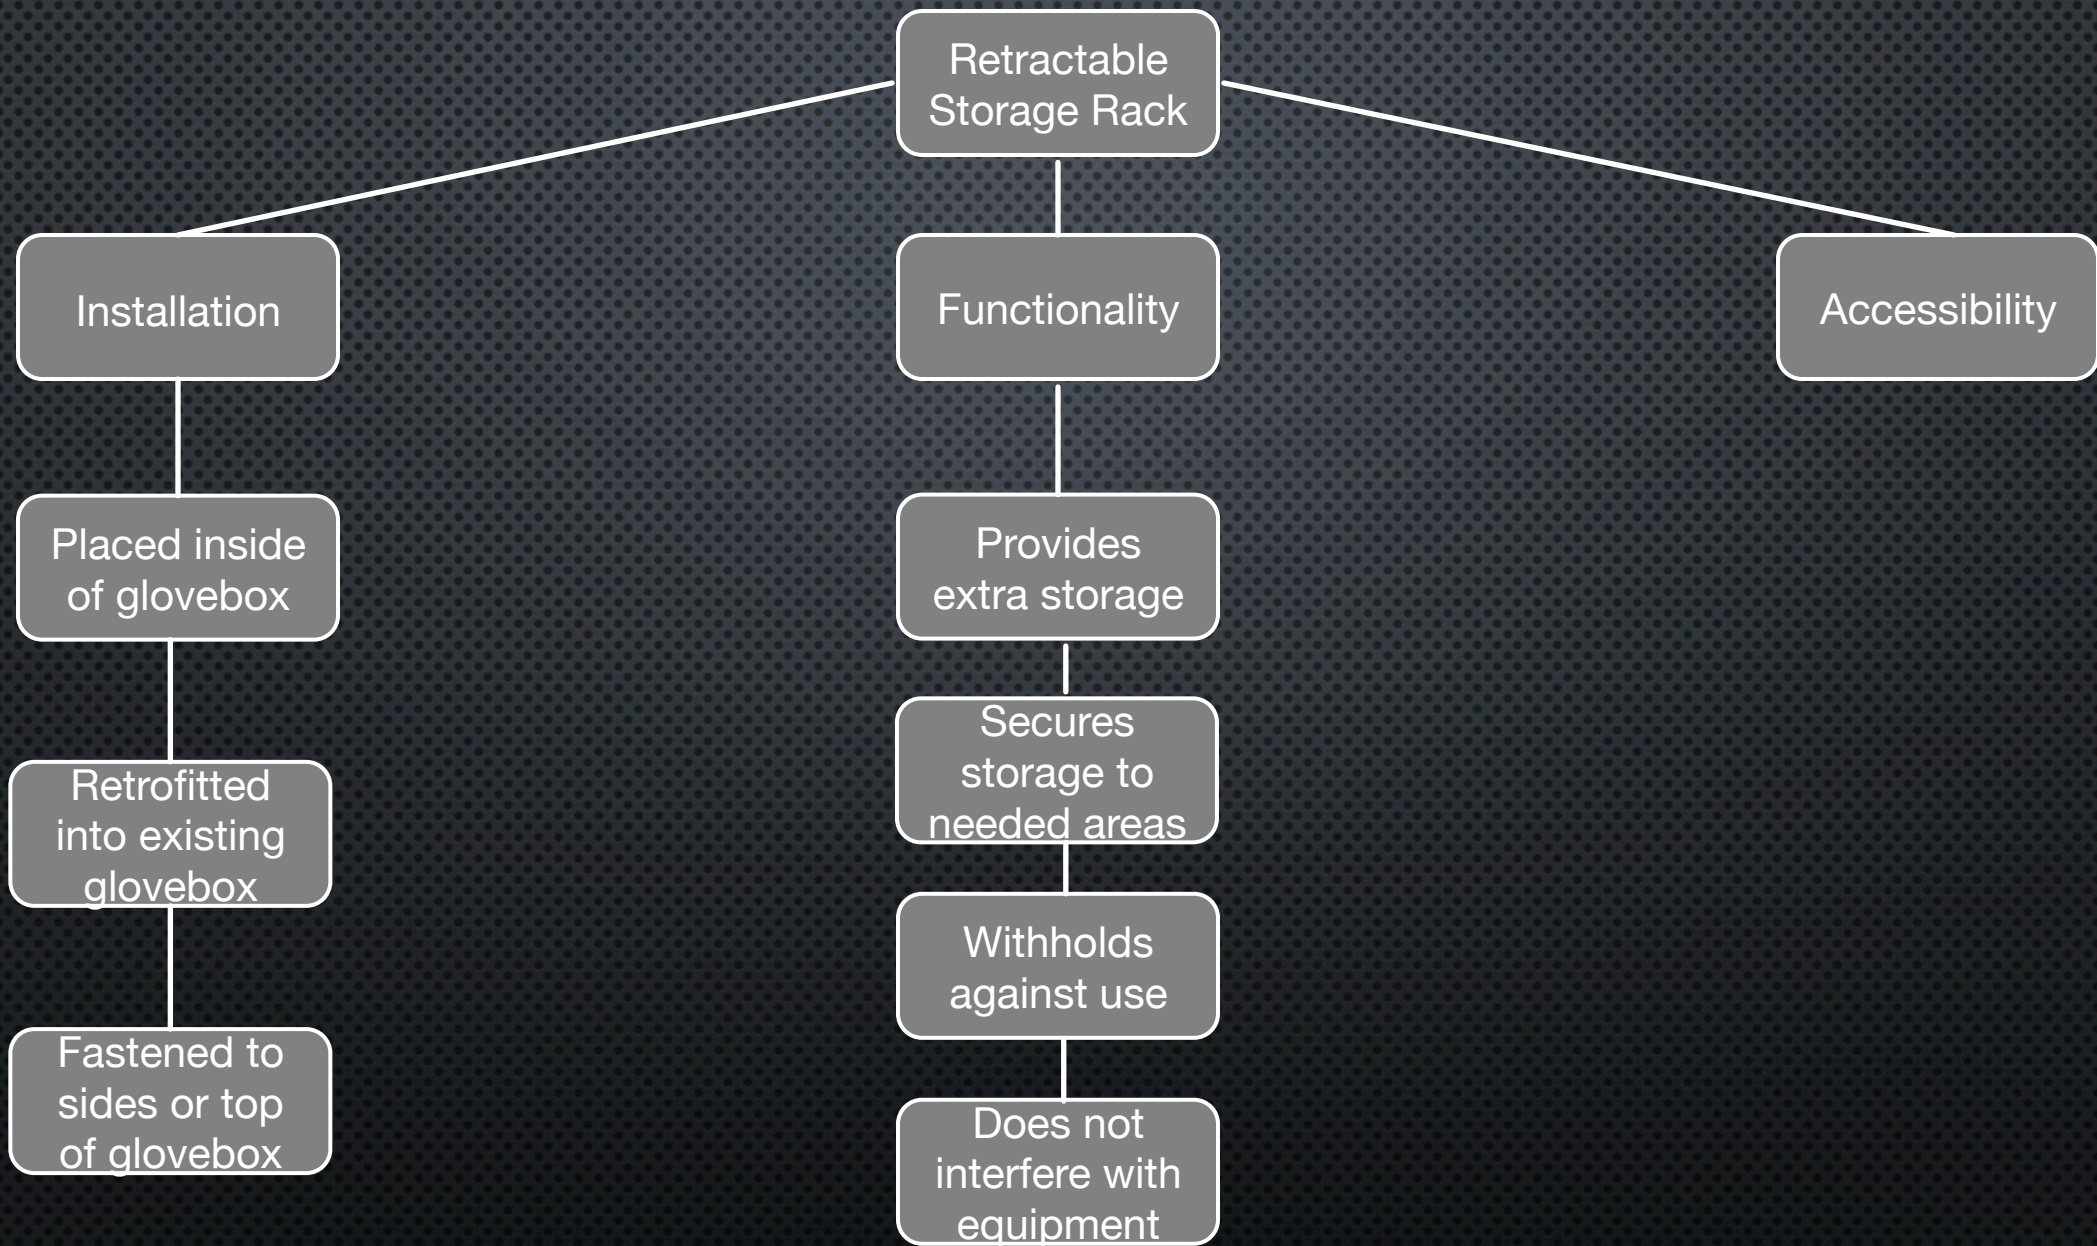 Retractable
Storage Rack
Installation
Functionality
Accessibility
Placed inside
of glovebox
Provides
extra storage
Retrofitted
into existing
glovebox
Secures
storage to
needed areas
Withholds
against use
Fastened to
sides or top
of glovebox
Does not
interfere with
equipment